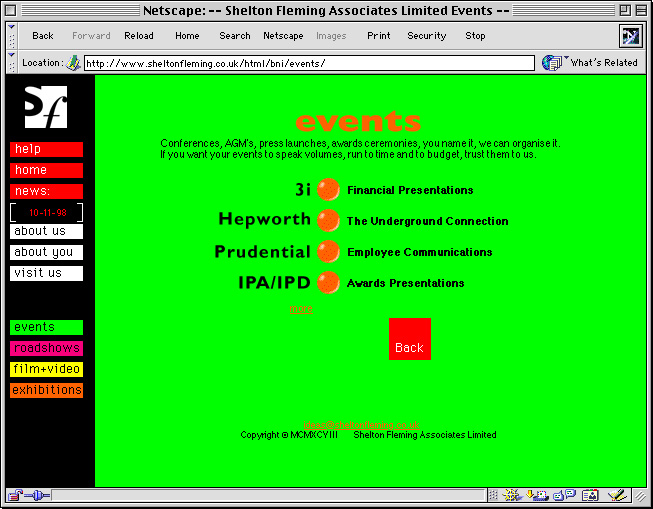 Netscape: -- Shelton Fleming Associates Limited Events --
Back Forward Reload Home Search Netscape Images Print Security Stop
Location: http://www.sheltonfleming.co.uk/html/bni/events/ What's Related
Sf
help
home
news:
10-11-98
about us
about you
visit us
events
roadshows
film+video
exhibitions
events
Conferences, AGM's, press launches, awards ceremonies, you name it, we can organise it.
If you want your events to speak volumes, run to time and to budget, trust them to us.
3i Financial Presentations
Hepworth The Underground Connection
Prudential Employee Communications
IPA/IPD Awards Presentations
more
Back
Copyright © MCMXCVIII Shelton Fleming Associates Limited